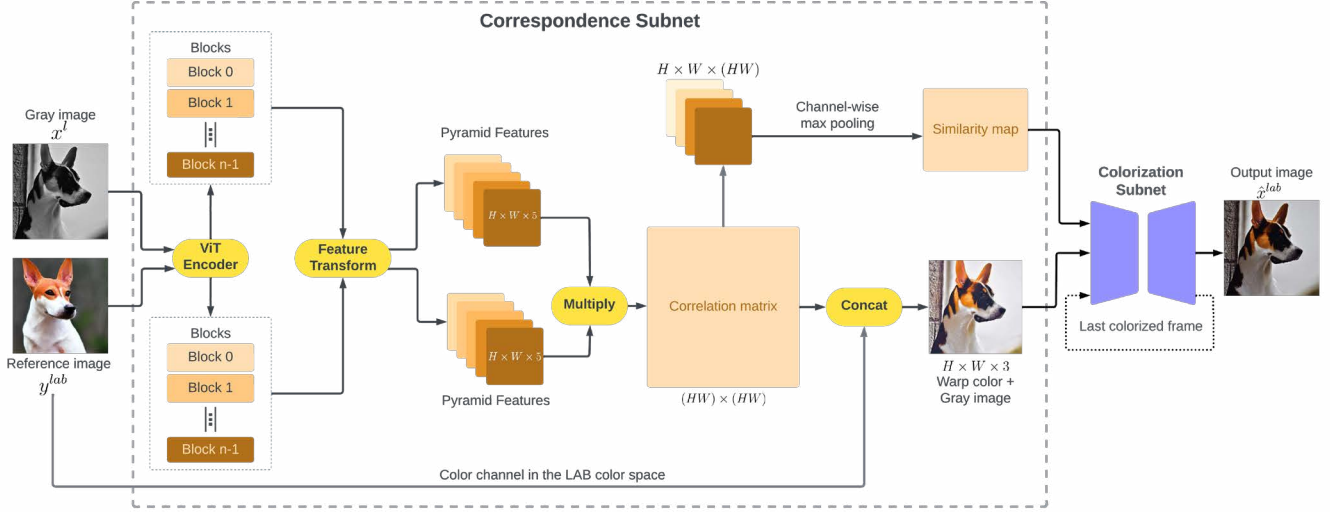 Correspondence Subnet
Blocks
Block 0
Block 1
Block n-1
Gray image
x^l
ViT
Encoder
Reference image
y^{lab}
Blocks
Block 0
Block 1
Block n-1
Feature
Transform
Pyramid Features
H × W × 5
H × W × 5
Pyramid Features
Multiply
H × W × (HW)
Channel-wise
max pooling
Similarity map
Correlation matrix
(HW) × (HW)
Concat
H × W × 3
Warp color +
Gray image
Color channel in the LAB color space
Colorization
Subnet
Last colorized frame
Output image
x̂^{lab}